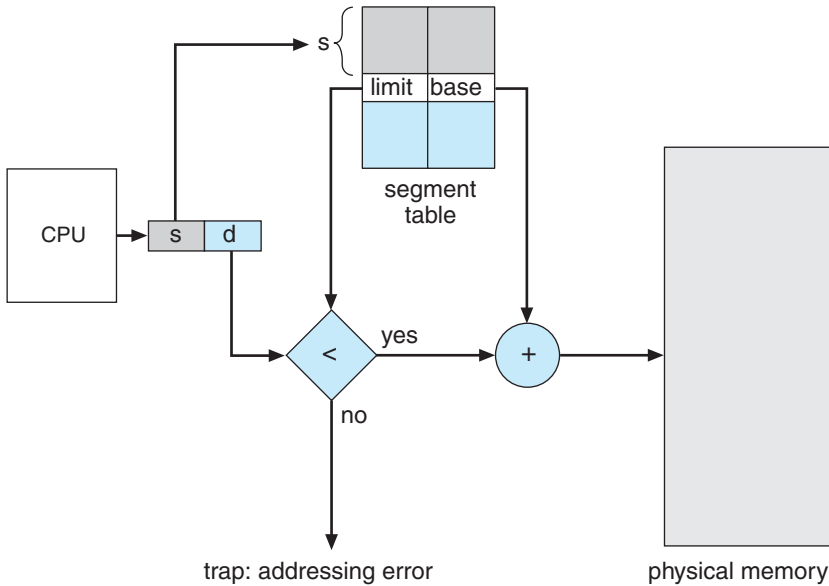 s
limit base
segment
table
CPU
s d
<
yes
+
no
trap: addressing error
physical memory